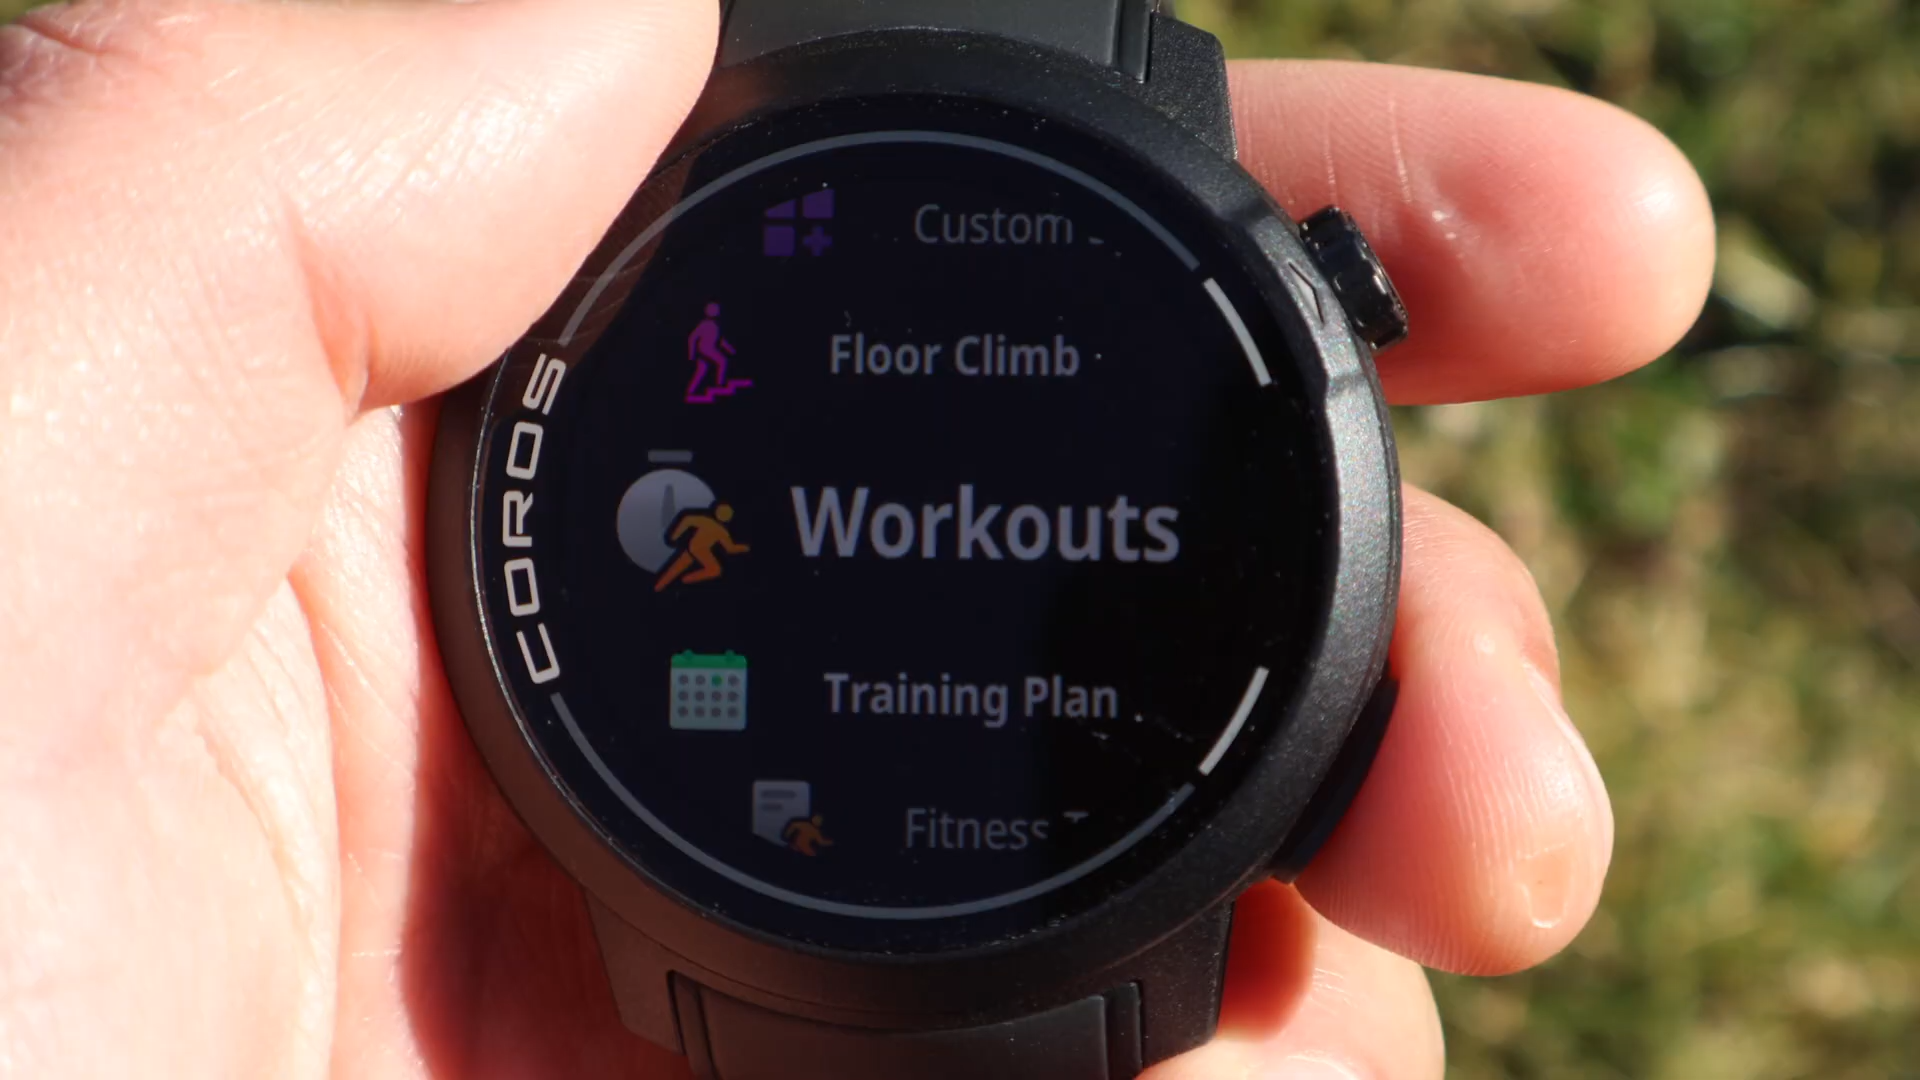 COROS
Custom
Floor Climb
Workouts
Training Plan
Fitness